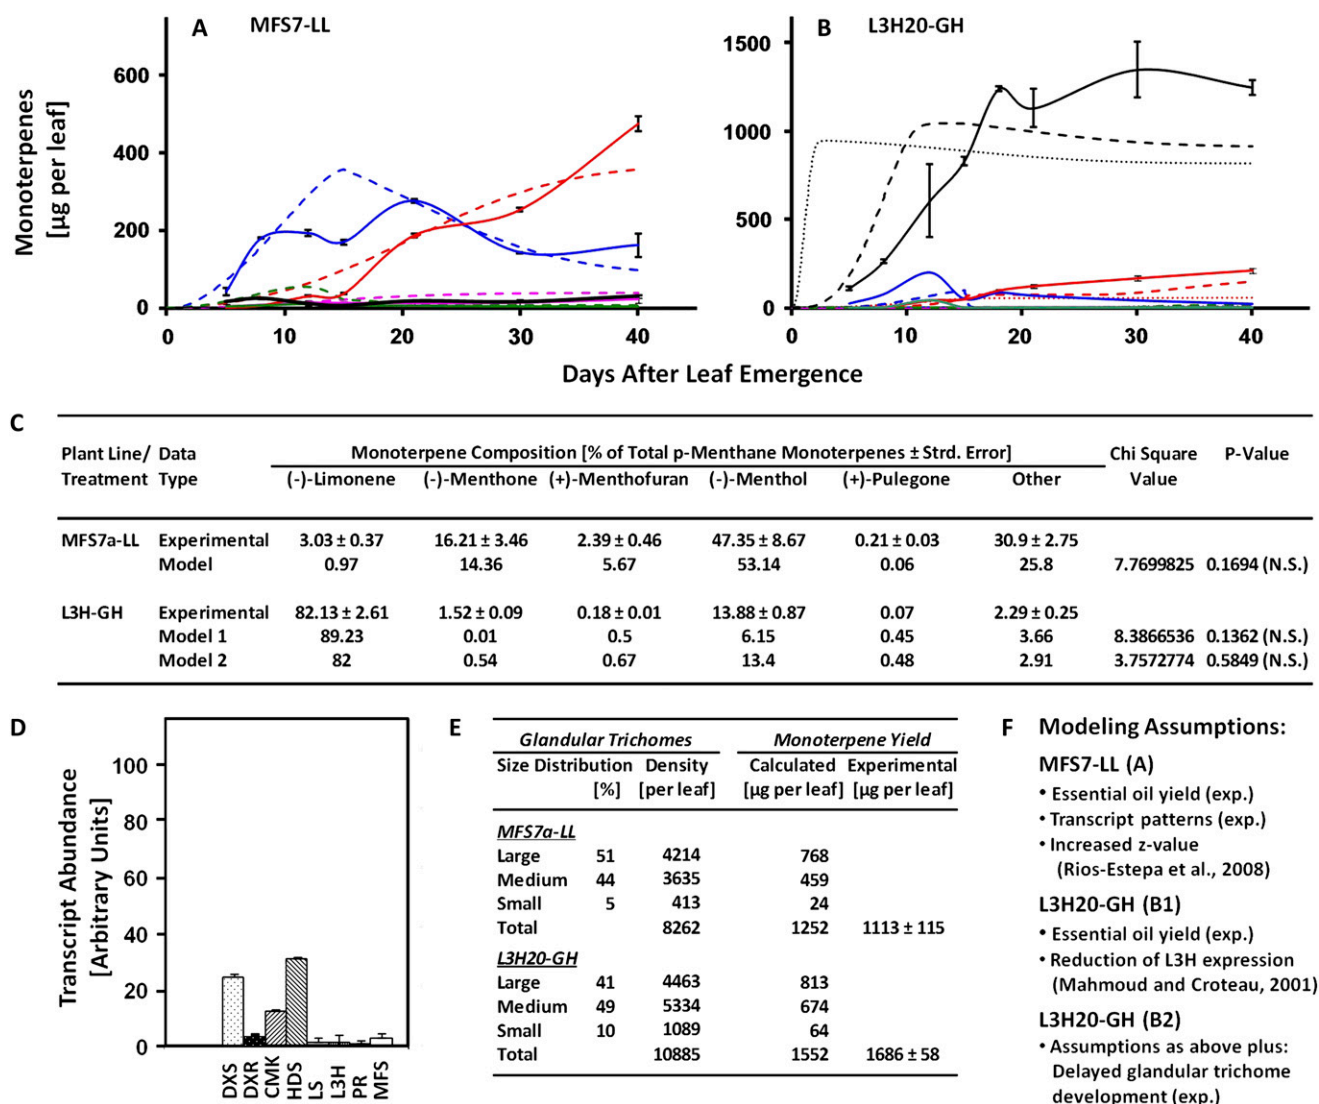 A MFS7-LL
B L3H20-GH
Monoterpenes
[µg per leaf]
600
400
200
0
0 10 20 30 40
1500
1000
500
0
0 10 20 30 40
Days After Leaf Emergence
C
Plant Line/ Data Monoterpene Composition [% of Total p-Menthane Monoterpenes ± Strd. Error] Chi Square P-Value
Treatment Type (-)-Limonene (-)-Menthone (+)-Menthofuran (-)-Menthol (+)-Pulegone Other Value
MFS7a-LL Experimental 3.03 ± 0.37 16.21 ± 3.46 2.39 ± 0.46 47.35 ± 8.67 0.21 ± 0.03 30.9 ± 2.75
Model 0.97 14.36 5.67 53.14 0.06 25.8 7.7699825 0.1694 (N.S.)
L3H-GH Experimental 82.13 ± 2.61 1.52 ± 0.09 0.18 ± 0.01 13.88 ± 0.87 0.07 2.29 ± 0.25
Model 1 89.23 0.01 0.5 6.15 0.45 3.66 8.3866536 0.1362 (N.S.)
Model 2 82 0.54 0.67 13.4 0.48 2.91 3.7572774 0.5849 (N.S.)
D
Transcript Abundance
[Arbitrary Units]
100
80
60
40
20
0
DXS
DXR
CMK
HDS
LS
L3H
PR
MFS
E
Glandular Trichomes Monoterpene Yield
Size Distribution Density Calculated Experimental
[%] [per leaf] [µg per leaf] [µg per leaf]
MFS7a-LL
Large 51 4214 768
Medium 44 3635 459
Small 5 413 24
Total 8262 1252 1113 ± 115
L3H20-GH
Large 41 4463 813
Medium 49 5334 674
Small 10 1089 64
Total 10885 1552 1686 ± 58
F Modeling Assumptions:
MFS7-LL (A)
• Essential oil yield (exp.)
• Transcript patterns (exp.)
• Increased z-value
(Rios-Estepa et al., 2008)
L3H20-GH (B1)
• Essential oil yield (exp.)
• Reduction of L3H expression
(Mahmoud and Croteau, 2001)
L3H20-GH (B2)
• Assumptions as above plus:
Delayed glandular trichome
development (exp.)